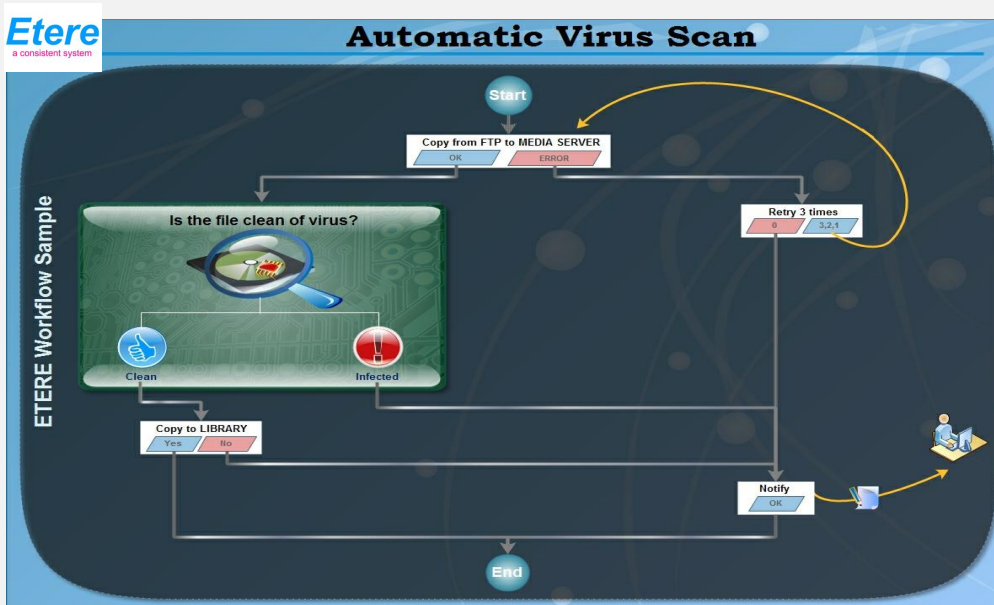 Etere
a consistent system
Automatic Virus Scan
ETERE Workflow Sample
Start
Copy from FTP to MEDIA SERVER
OK
ERROR
Is the file clean of virus?
Retry 3 times
0
3,2,1
Clean
Infected
Copy to LIBRARY
Yes
No
Notify
OK
End